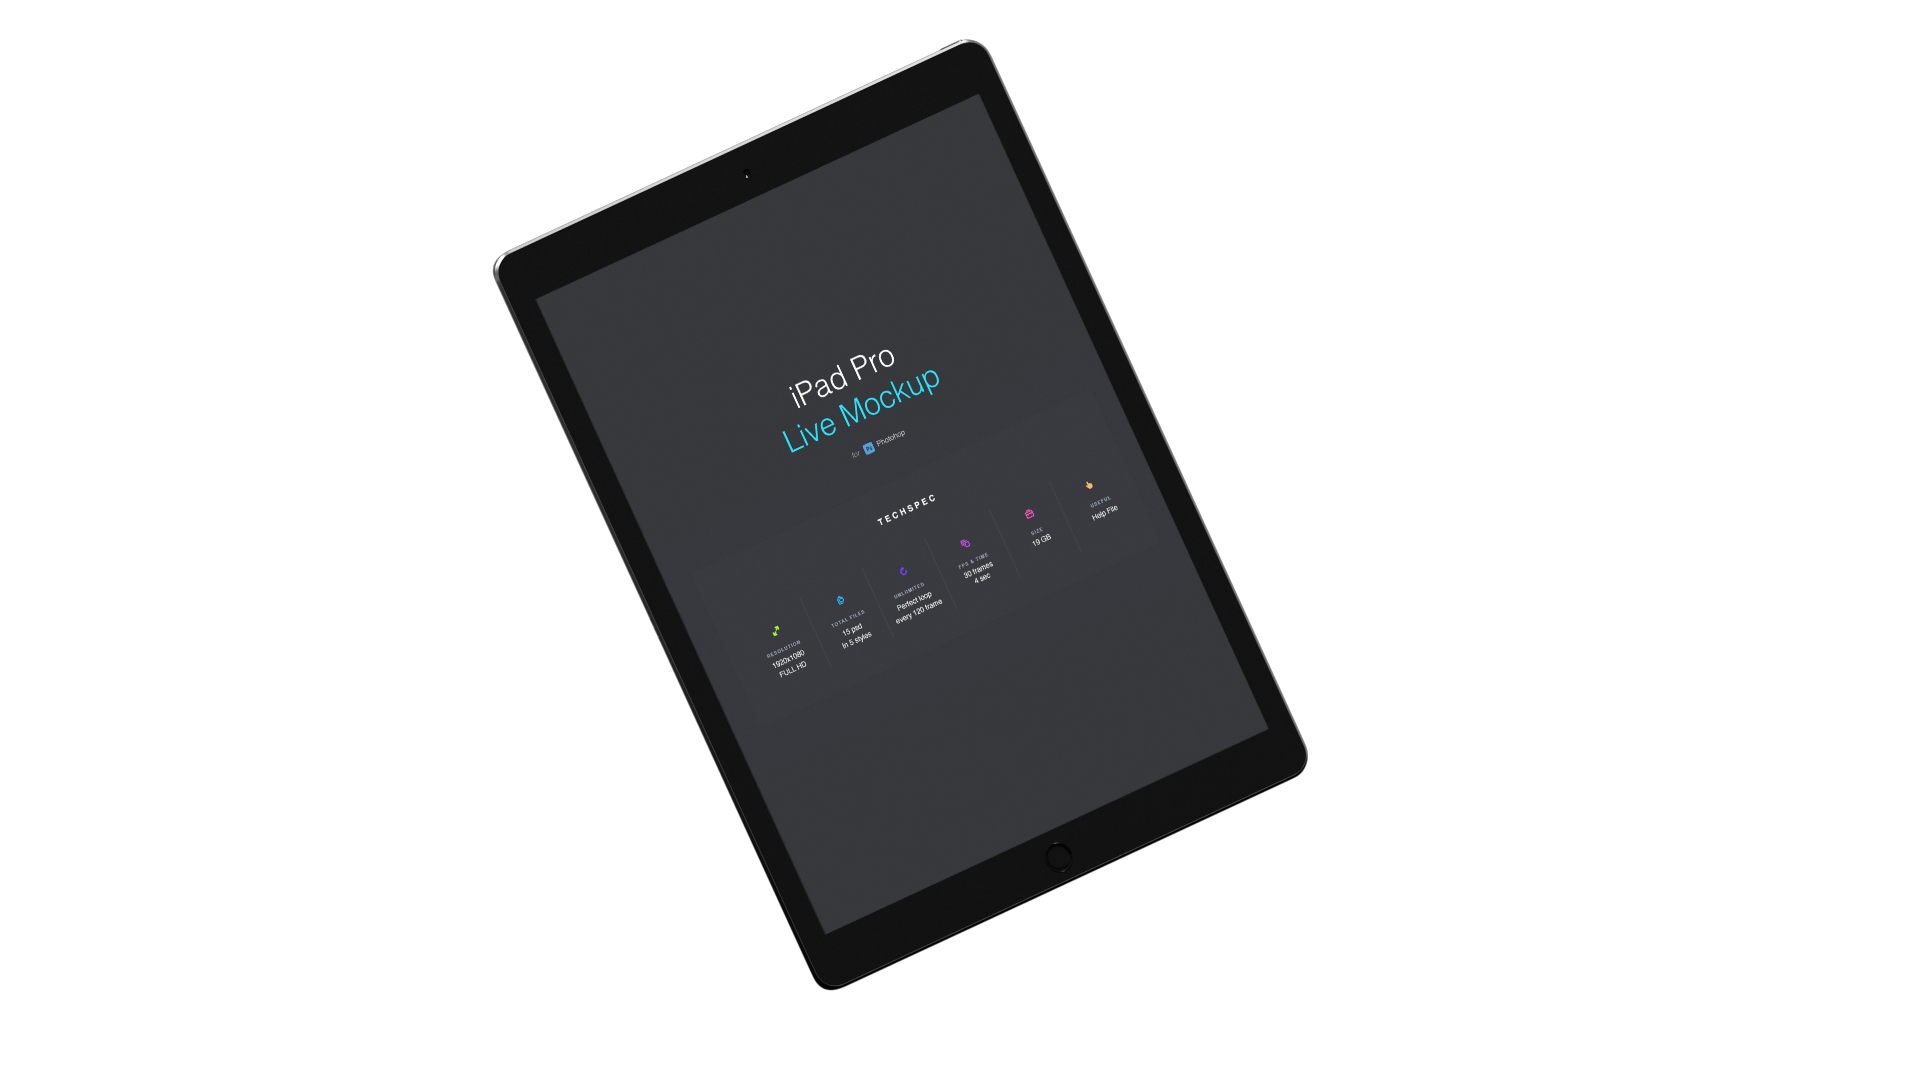 iPad Pro
Live Mockup
for Ps Photoshop
TECHSPEC
RESOLUTION
1920x1080
FULL HD
TOTAL FILES
15 psd
in 5 styles
UNLIMITED
Perfect loop
every 120 frame
FPS & TIME
30 frames
4 sec
SIZE
19 GB
USEFUL
Help File